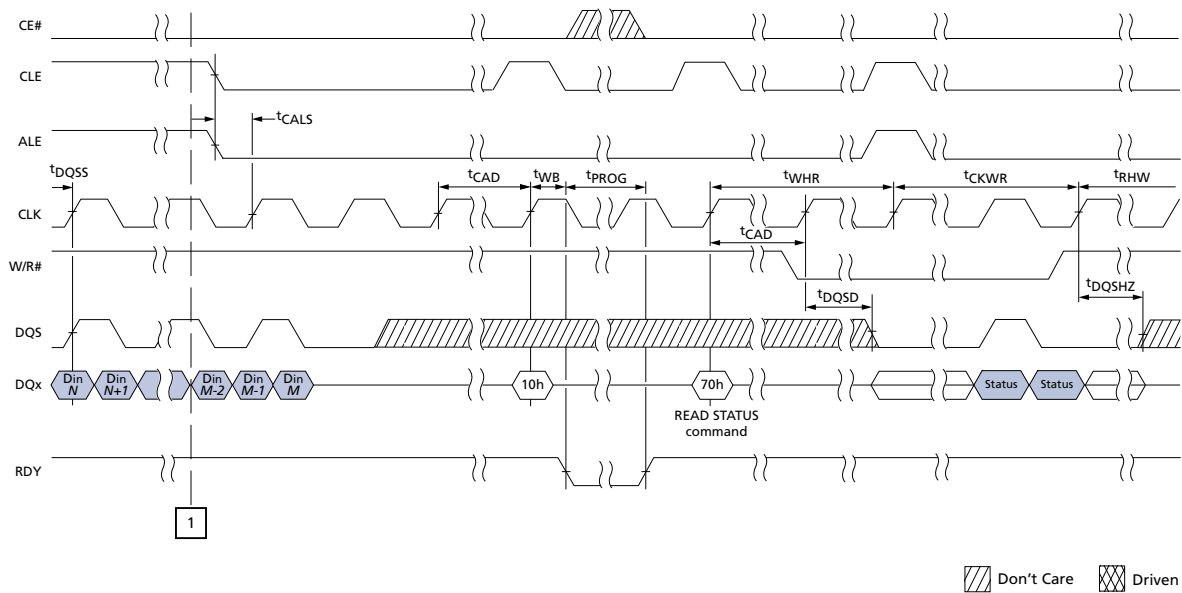 CE#
CLE
tCALS
ALE
tDQSS
tCAD
tWB
tPROG
tWHR
tCKWR
tRHW
CLK
tCAD
W/R#
tDQSD
tDQSHZ
DQS
DQx
Din N
Din N+1
Din M-2
Din M-1
Din M
10h
70h
Status
Status
READ STATUS
command
RDY
1
Don't Care
Driven